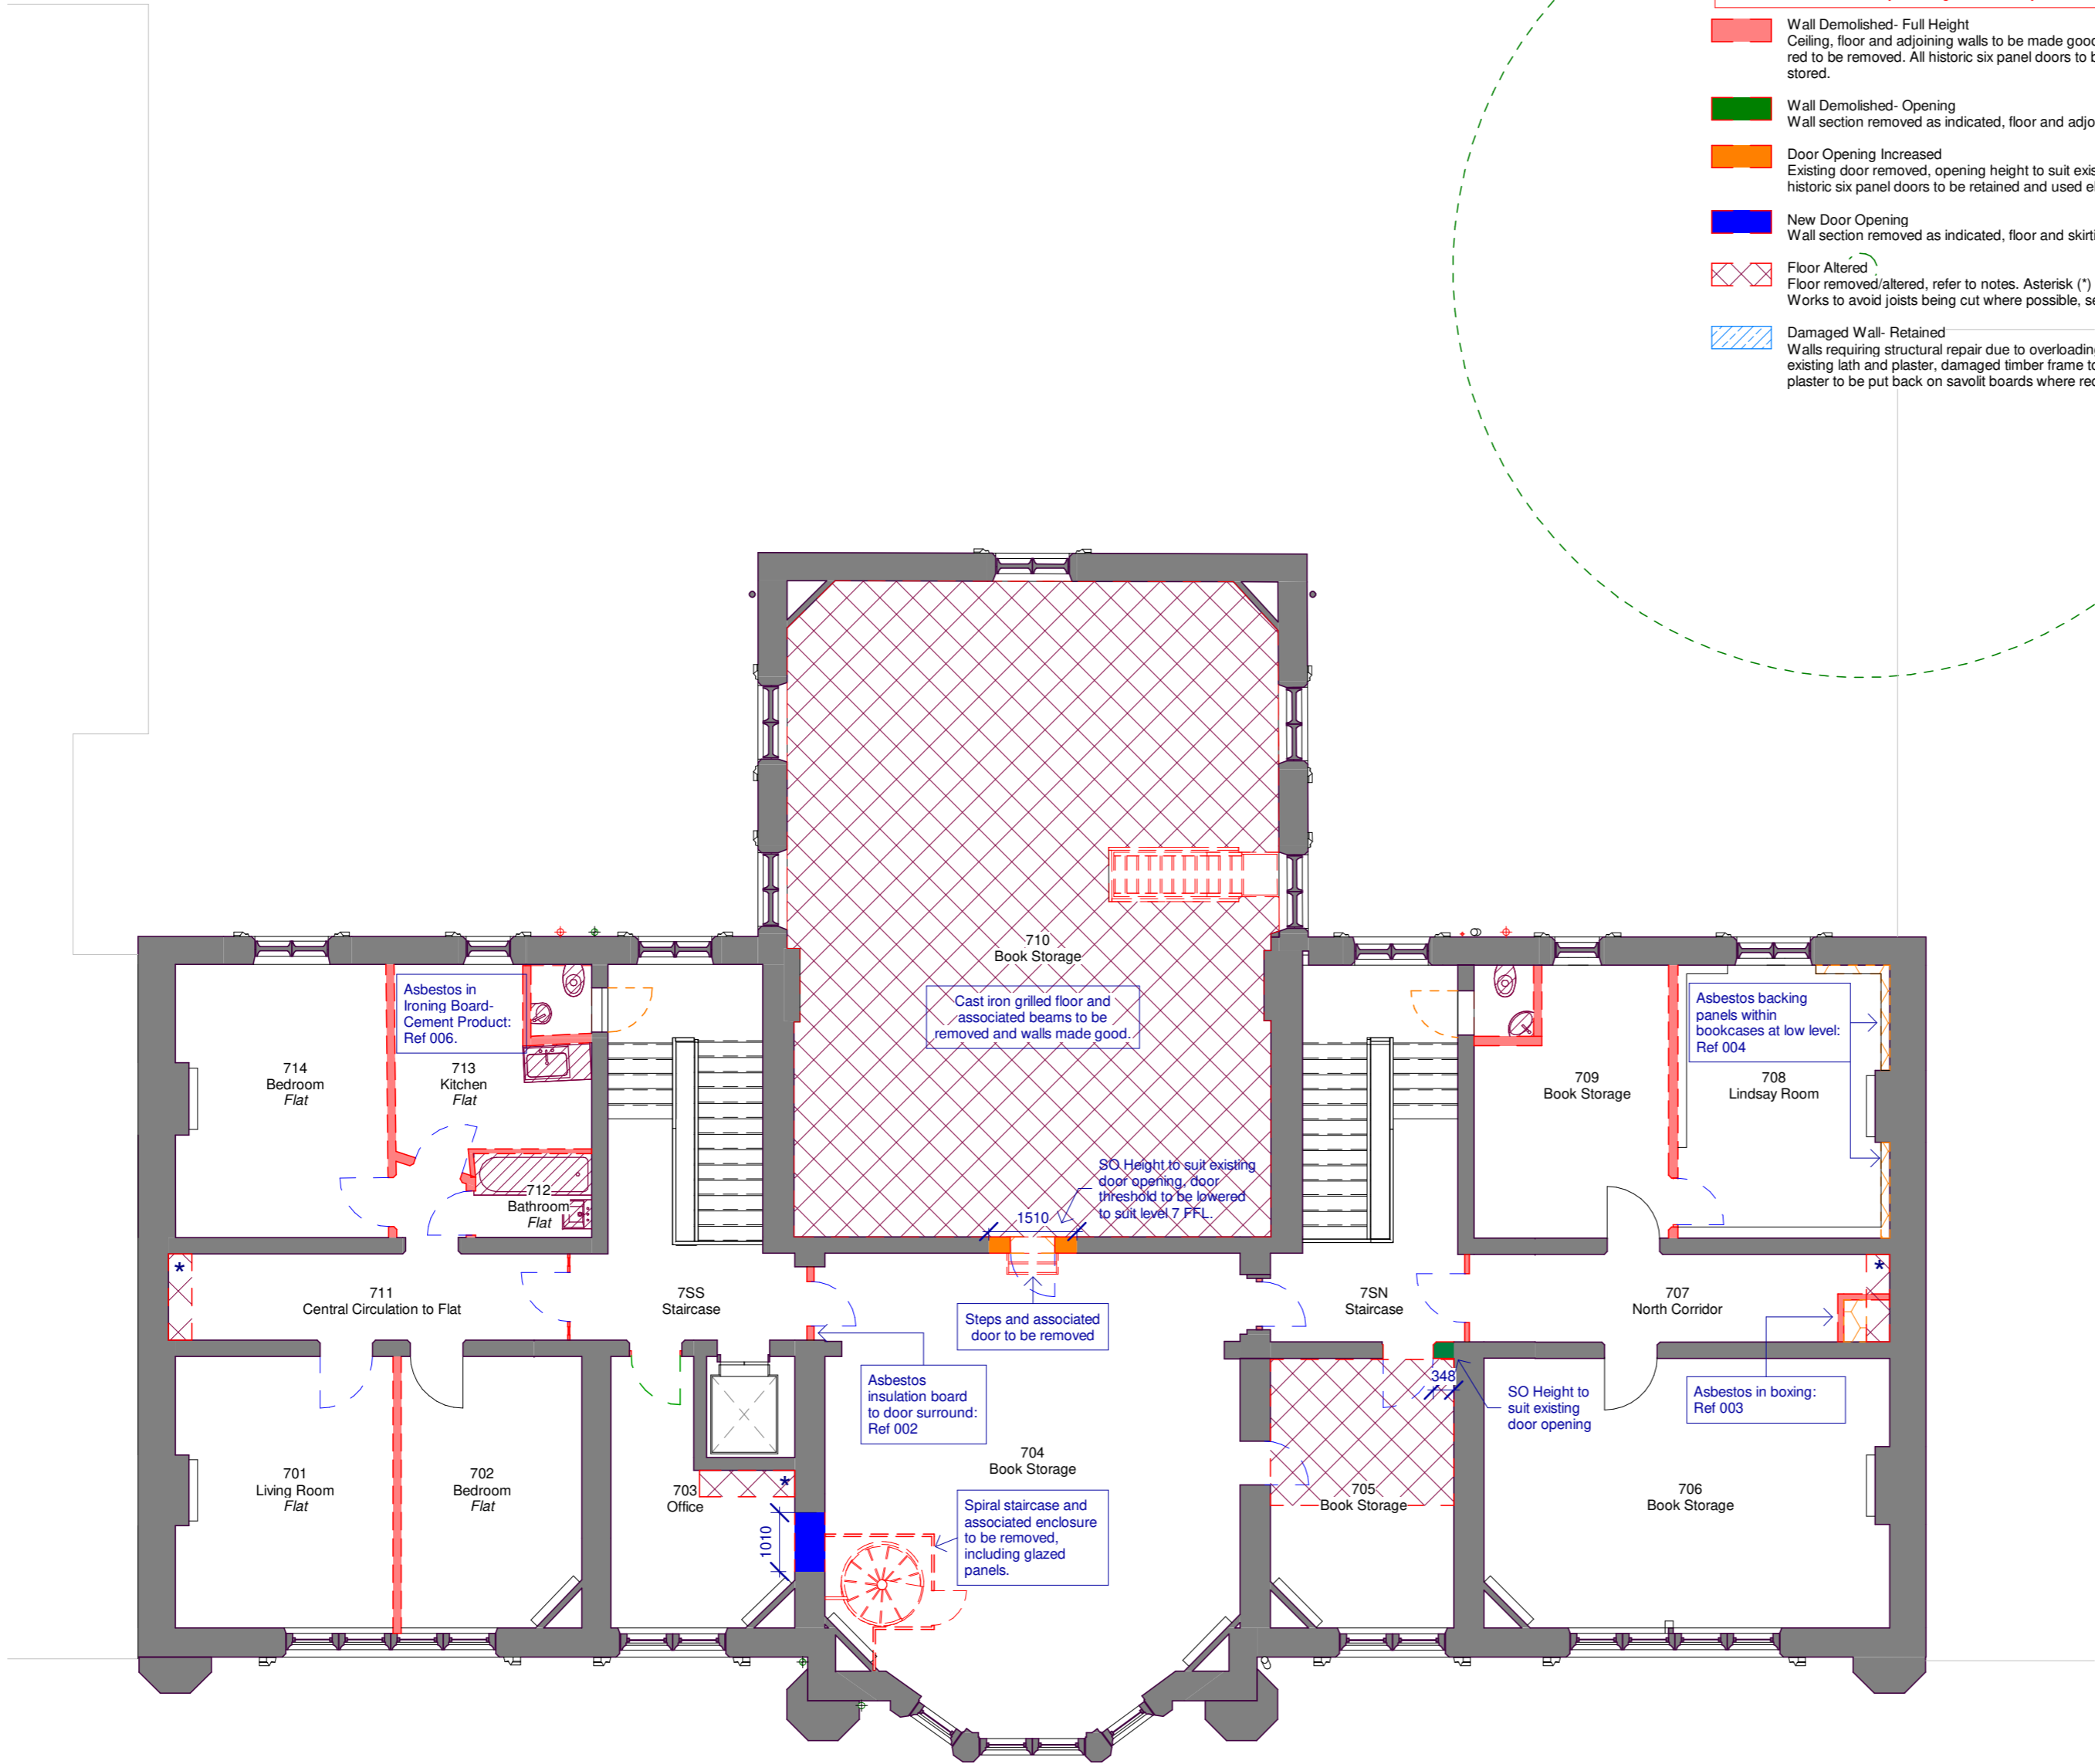 Wall Demolished- Full Height
Ceiling, floor and adjoining walls to be made good
red to be removed. All historic six panel doors to b
stored.
Wall Demolished- Opening
Wall section removed as indicated, floor and adjo
Door Opening Increased
Existing door removed, opening height to suit exis
historic six panel doors to be retained and used el
New Door Opening
Wall section removed as indicated, floor and skirti
Floor Altered
Floor removed/altered, refer to notes. Asterisk (*)
Works to avoid joists being cut where possible, se
Damaged Wall- Retained
Walls requiring structural repair due to overloading
existing lath and plaster, damaged timber frame to
plaster to be put back on savolit boards where req
710
Book Storage
Cast iron grilled floor and
associated beams to be
removed and walls made good.
Asbestos in
Ironing Board-
Cement Product:
Ref 006.
Asbestos backing
panels within
bookcases at low level:
Ref 004
714
Bedroom
Flat
713
Kitchen
Flat
709
Book Storage
708
Lindsay Room
712
Bathroom
Flat
SO Height to suit existing
door opening, door
threshold to be lowered
to suit level 7 FFL.
1510
*
711
Central Circulation to Flat
7SS
Staircase
Steps and associated
door to be removed
7SN
Staircase
707
North Corridor
*
Asbestos
insulation board
to door surround:
Ref 002
348
SO Height to
suit existing
door opening
Asbestos in boxing:
Ref 003
701
Living Room
Flat
702
Bedroom
Flat
703
Office
*
1010
704
Book Storage
Spiral staircase and
associated enclosure
to be removed,
including glazed
panels.
705
Book Storage
706
Book Storage